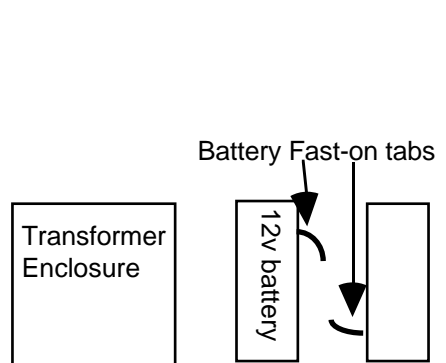 Battery Fast-on tabs
Transformer
Enclosure
12v battery